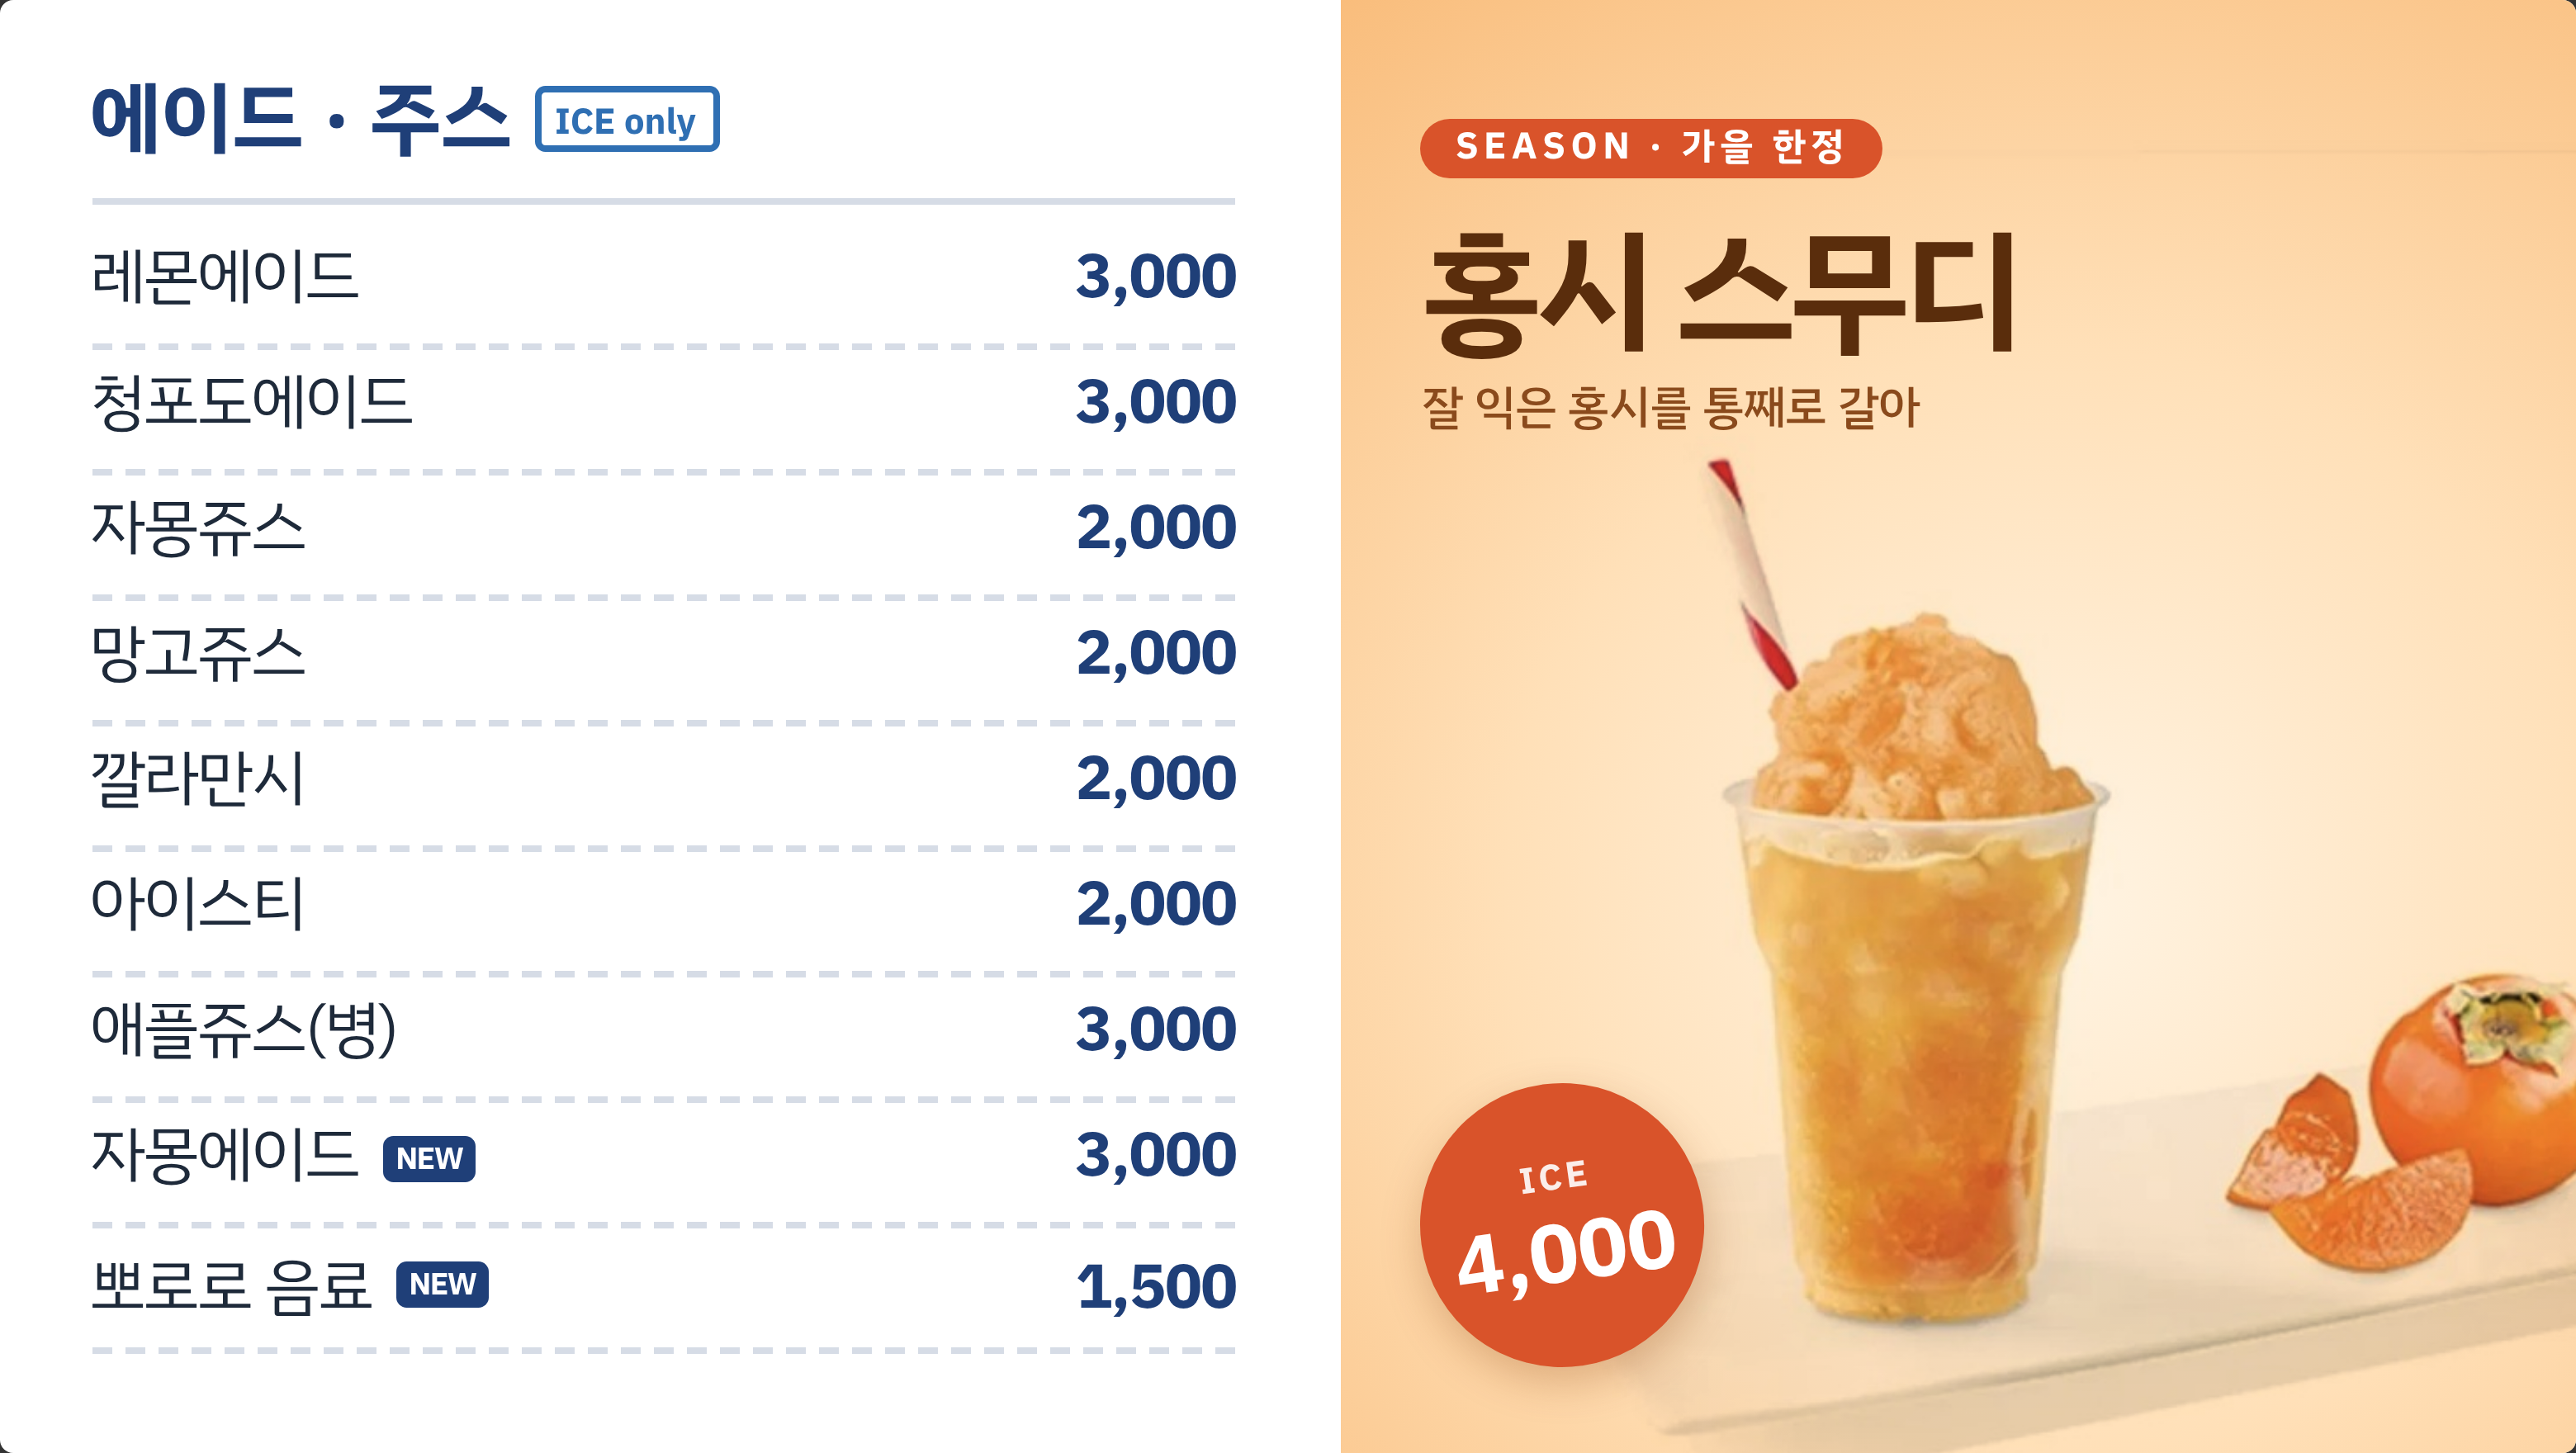 에이드 · 주스 ICE only
레몬에이드 3,000
청포도에이드 3,000
자몽쥬스 2,000
망고쥬스 2,000
깔라만시 2,000
아이스티 2,000
애플쥬스(병) 3,000
자몽에이드 NEW 3,000
뽀로로 음료 NEW 1,500
SEASON · 가을 한정
홍시 스무디
잘 익은 홍시를 통째로 갈아
ICE
4,000